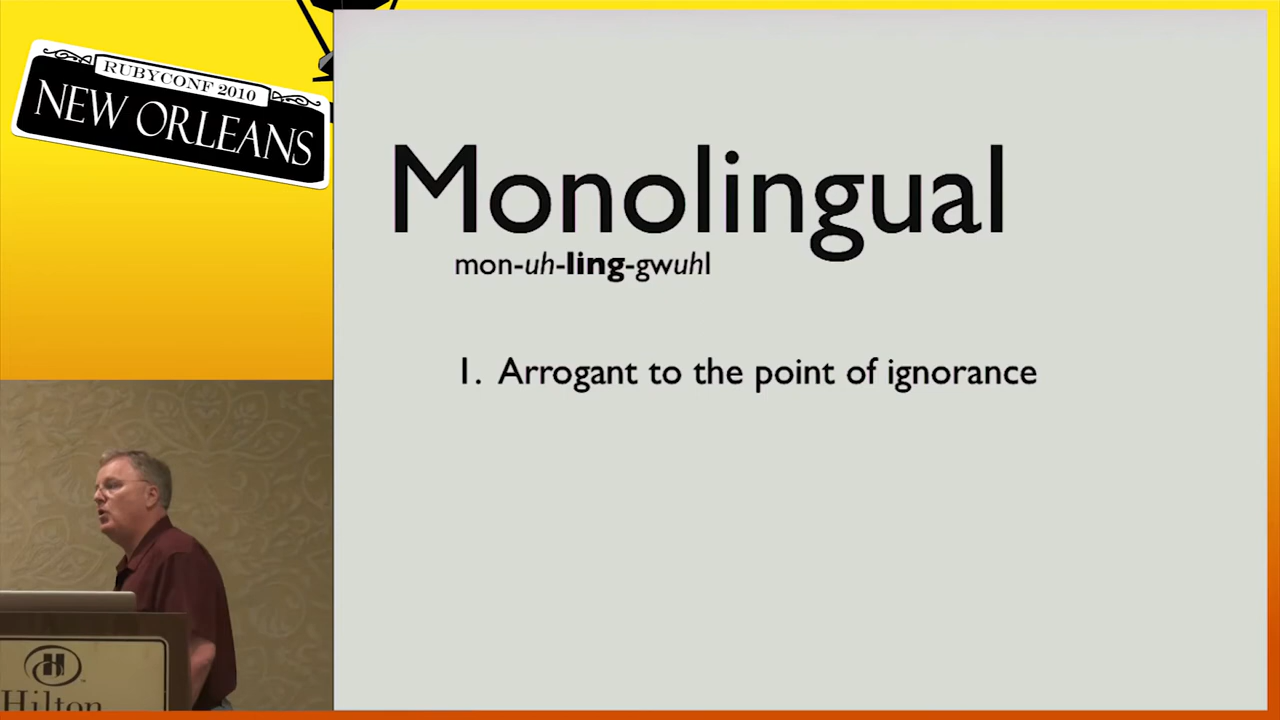 RUBYCONF 2010
NEW ORLEANS
Monolingual
mon-uh-ling-gwuhl
1. Arrogant to the point of ignorance
Hilton